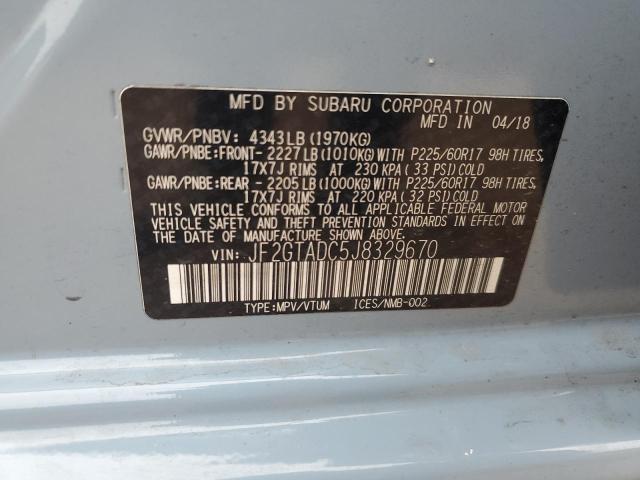 MFD BY SUBARU CORPORATION
MFD IN 04/18
GVWR/PNBV: 4343LB(1970KG)
GAWR/PNBE:FRONT-2227LB(1010KG)WITH P225/60R17 98H TIRES,
17X7J RIMS AT 230 KPA(33 PSI)COLD
GAWR/PNBE:REAR -2205LB(1000KG)WITH P225/60R17 98H TIRES,
17X7J RIMS AT 220 KPA(32 PSI)COLD
THIS VEHICLE CONFORMS TO ALL APPLICABLE FEDERAL MOTOR
VEHICLE SAFETY, BUMPER, AND THEFT PREVENTION STANDARDS
IN EFFECT ON THE DATE OF MANUFACTURE SHOWN ABOVE.
VIN: JF2GTADC5J8329670
TYPE:MPV/VTUM ICES/NMB-002